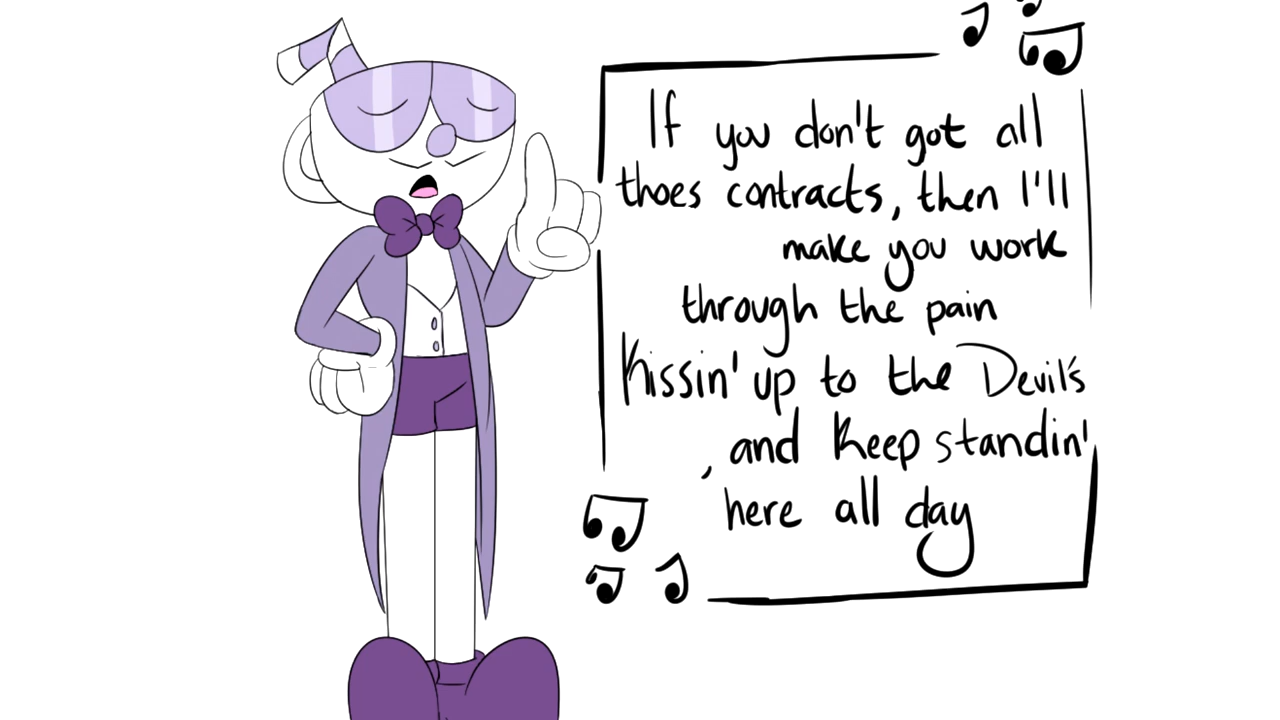 If you don't got all
thoes contracts, then I'll
make you work
through the pain
Kissin' up to the Devil's
, and Keep standin'
here all day